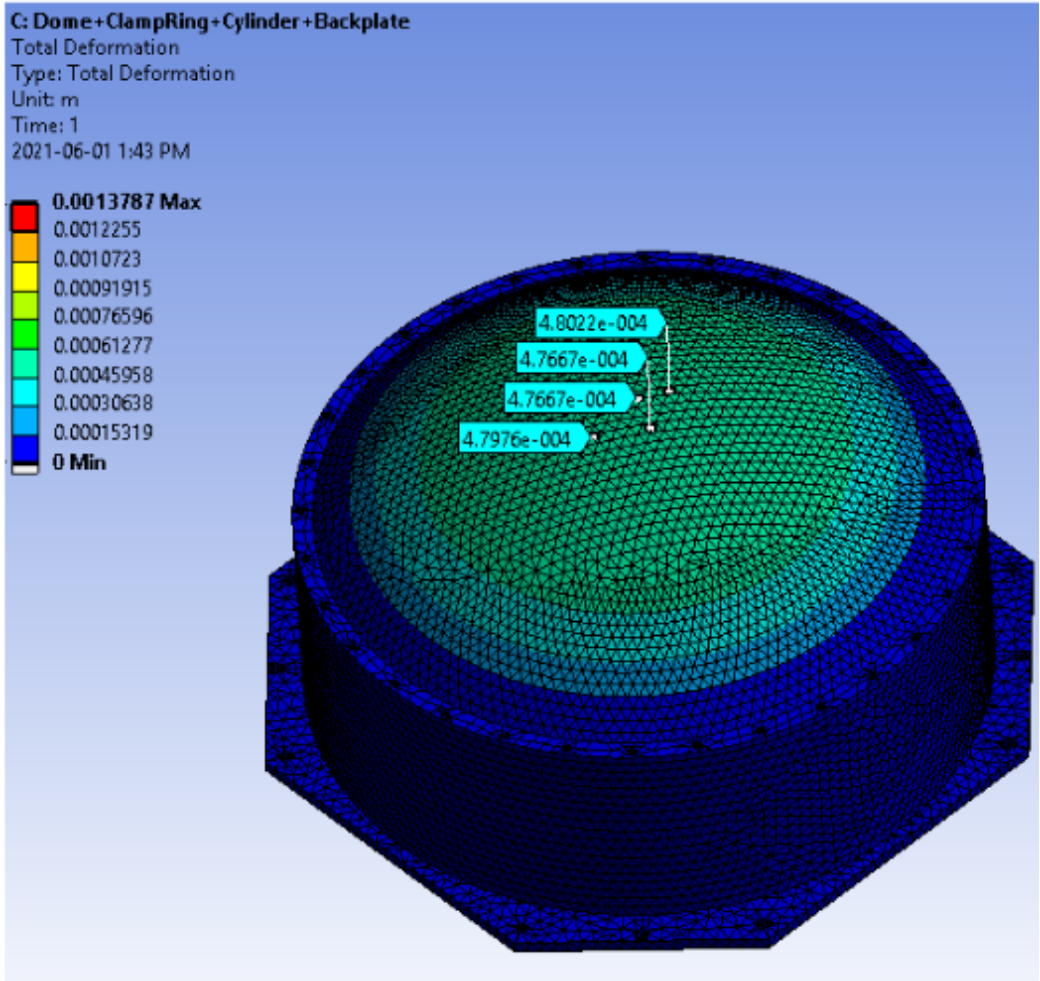 C: Dome+ClampRing+Cylinder+Backplate
Total Deformation
Type: Total Deformation
Unit: m
Time: 1
2021-06-01 1:43 PM
0.0013787 Max
0.0012255
0.0010723
0.00091915
0.00076596
0.00061277
0.00045958
0.00030638
0.00015319
0 Min
4.8022e-004
4.7667e-004
4.7667e-004
4.7976e-004